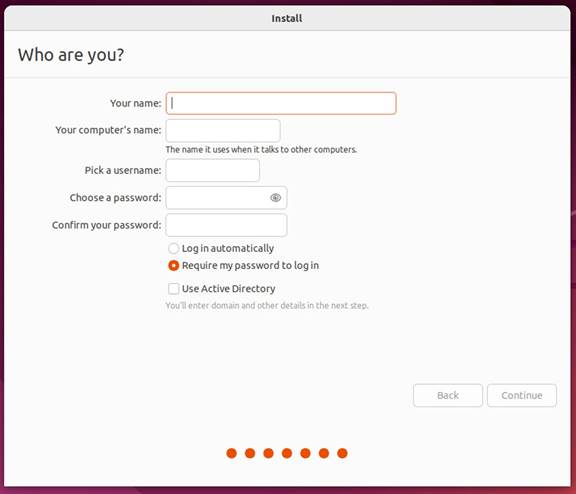 Install
Who are you?
Your name:
Your computer's name:
The name it uses when it talks to other computers.
Pick a username:
Choose a password:
Confirm your password:
Log in automatically
Require my password to log in
Use Active Directory
You'll enter domain and other details in the next step.
Back Continue